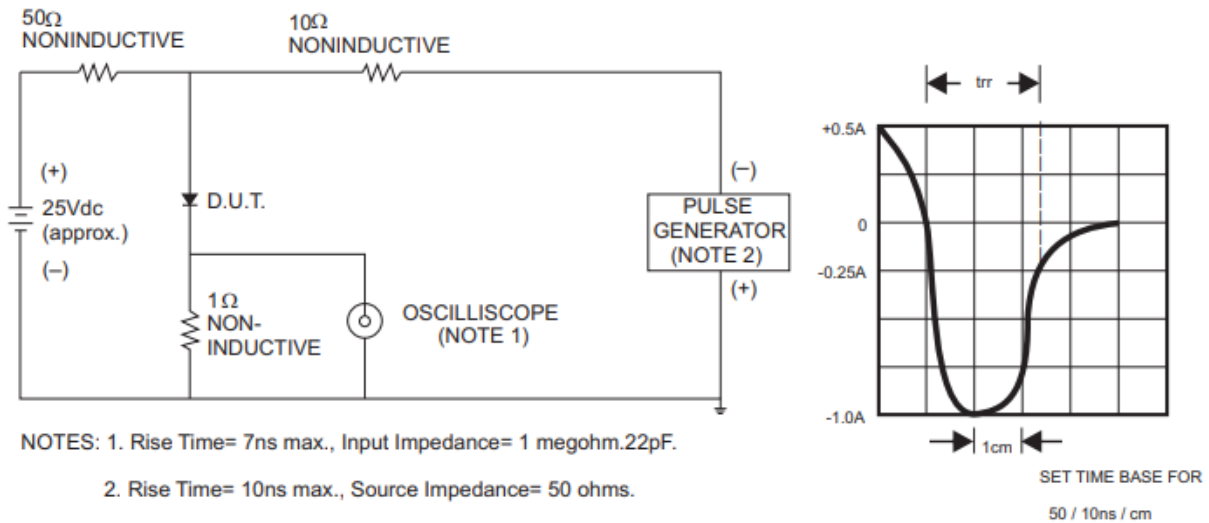 50Ω
NONINDUCTIVE
10Ω
NONINDUCTIVE
(+)
25Vdc
(approx.)
(–)
D.U.T.
1Ω
NON-
INDUCTIVE
OSCILLISCOPE
(NOTE 1)
(–)
PULSE
GENERATOR
(NOTE 2)
(+)
trr
+0.5A
0
-0.25A
-1.0A
1cm
SET TIME BASE FOR
50 / 10ns / cm
NOTES: 1. Rise Time= 7ns max., Input Impedance= 1 megohm.22pF.
2. Rise Time= 10ns max., Source Impedance= 50 ohms.